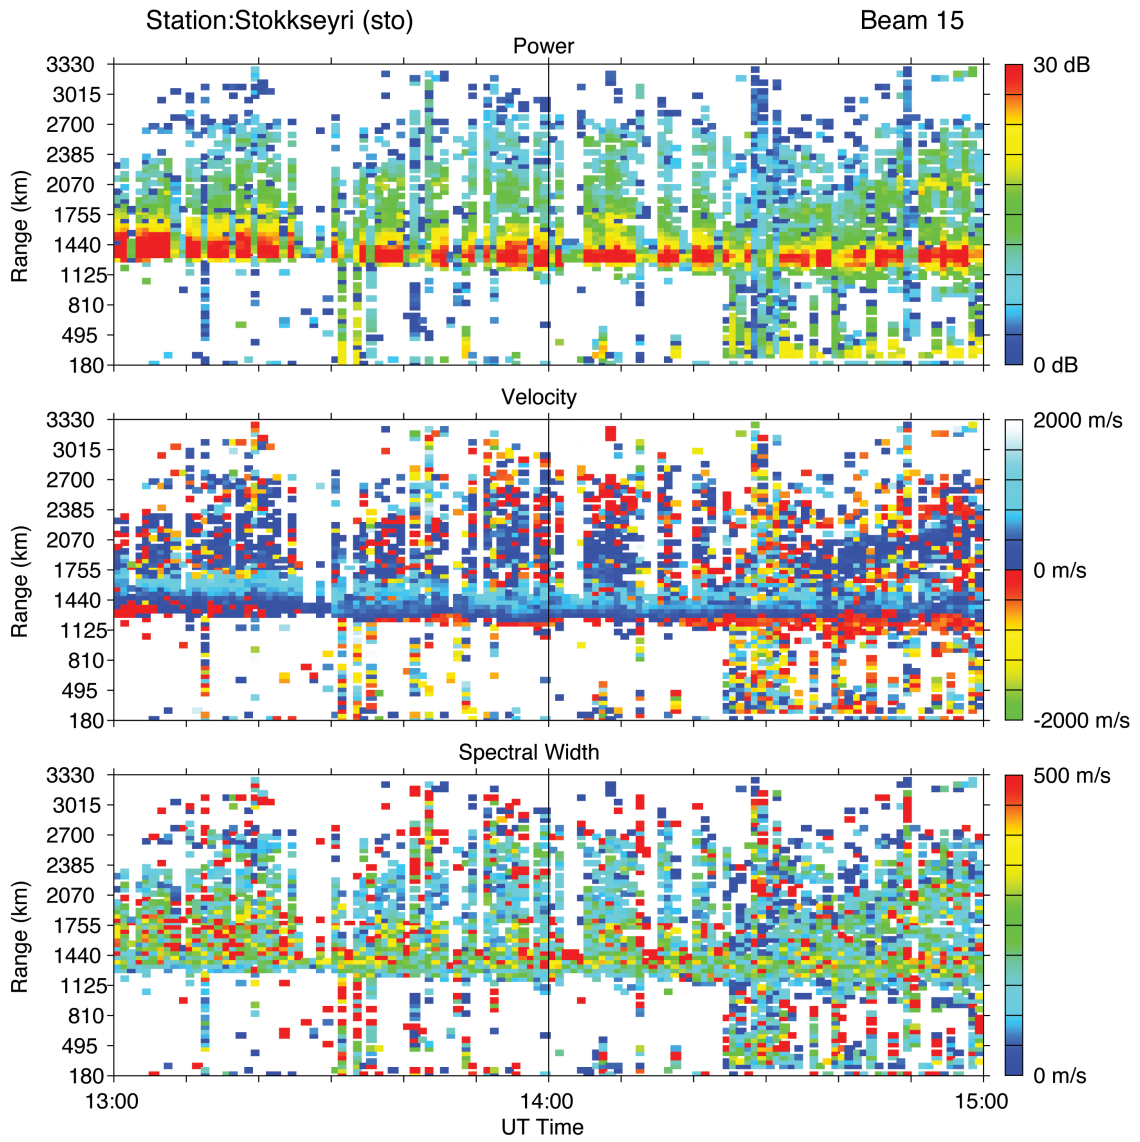 Station:Stokkseyri (sto) Beam 15
Power
3330
3015
2700
2385
2070
1755
1440
1125
810
495
180
Range (km)
30 dB
0 dB
Velocity
3330
3015
2700
2385
2070
1755
1440
1125
810
495
180
Range (km)
2000 m/s
0 m/s
-2000 m/s
Spectral Width
3330
3015
2700
2385
2070
1755
1440
1125
810
495
180
Range (km)
500 m/s
0 m/s
13:00 14:00 15:00
UT Time